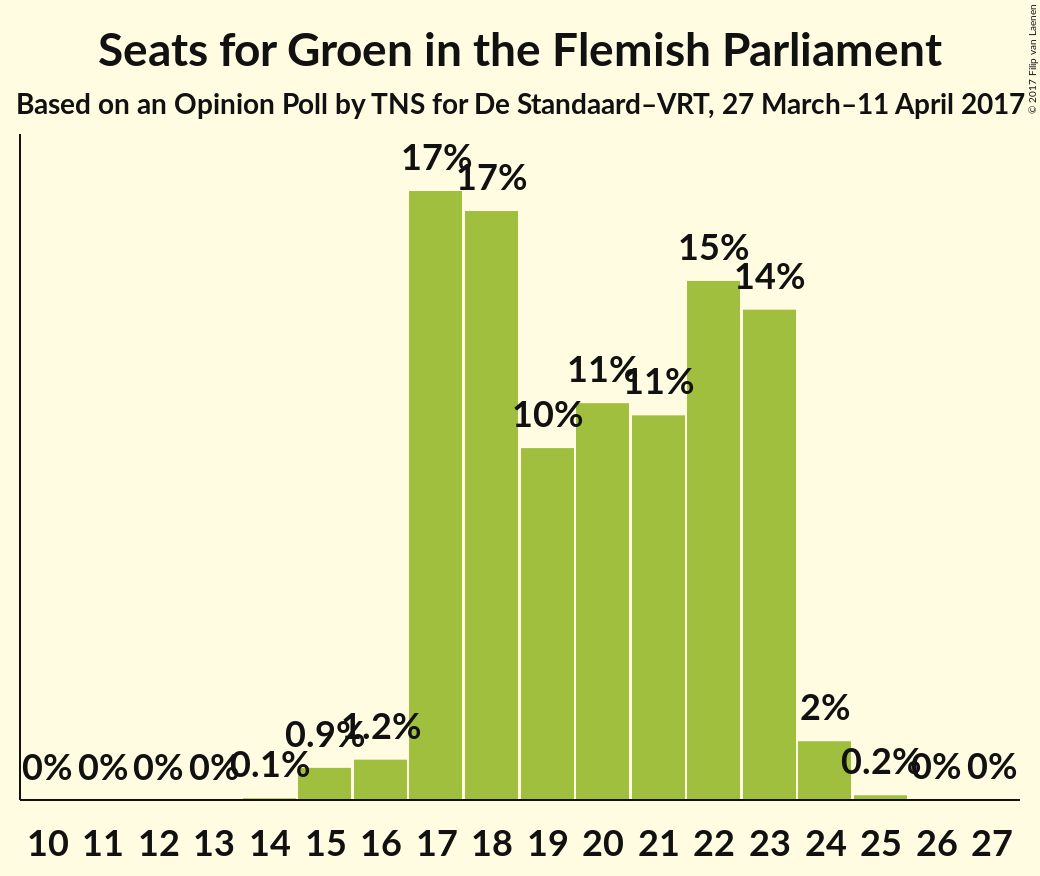 Seats for Groen in the Flemish Parliament
Based on an Opinion Poll by TNS for De Standaard–VRT, 27 March–11 April 2017
© 2017 Filip van Laenen
0% 0% 0% 0% 0.1% 0.9% 1.2% 17% 17% 10% 11% 11% 15% 14% 2% 0.2% 0% 0%
10 11 12 13 14 15 16 17 18 19 20 21 22 23 24 25 26 27